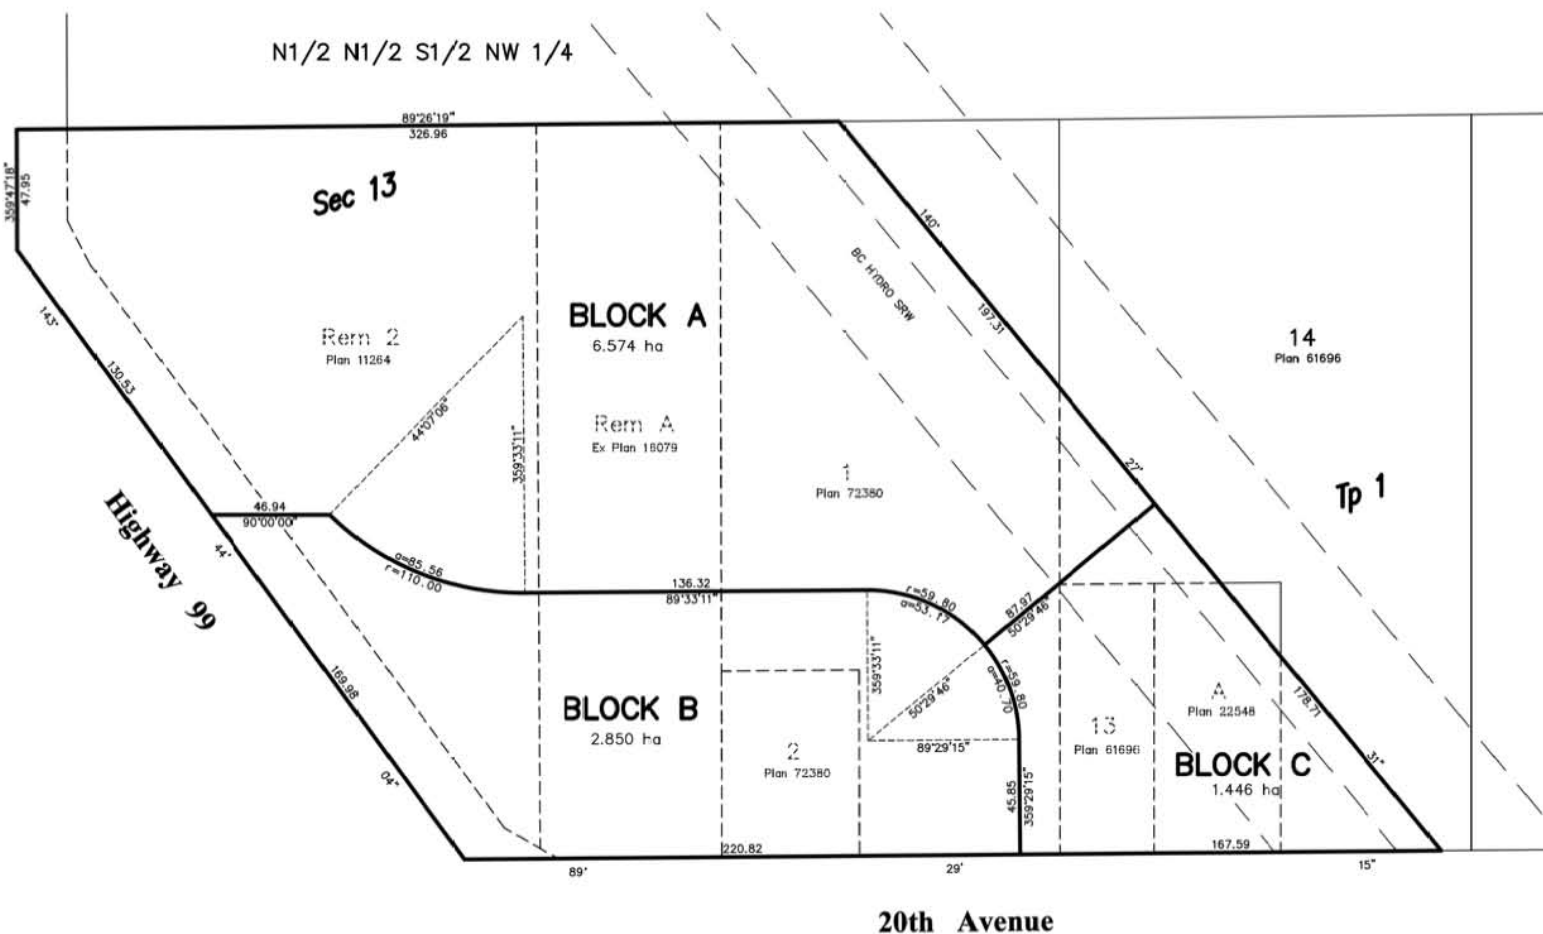 N1/2 N1/2 S1/2 NW 1/4
89°26'19"
326.96
359°47'18"
47.95
Sec 13
140°
BC HYDRO SRW
197.31
143°
130.53
Rem 2
Plan 11264
BLOCK A
6.574 ha
14
Plan 61696
44°07'06"
359°33'11"
Rem A
Ex Plan 16079
1
Plan 72380
27'
Tp 1
Highway 99
46.94
90°00'00"
44'
a=85.56
r=110.00
136.32
89°33'11"
r=59.80
a=53.17
87.97
50°29'46"
359°33'11"
50°29'46"
r=59.80
a=40.70
169.98
04"
BLOCK B
2.850 ha
2
Plan 72380
89°29'15"
13
Plan 61696
A
Plan 22548
178.71
31"
BLOCK C
1.446 ha
45.85
359°29'15"
220.82
167.59
89°
29'
15"
20th Avenue